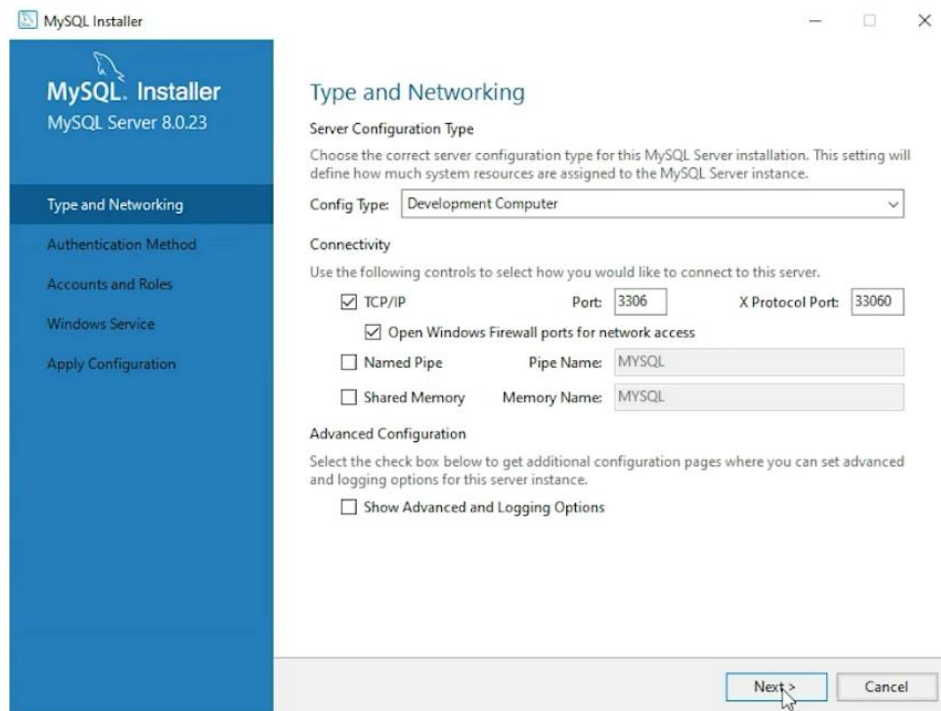 MySQL Installer
MySQL. Installer
MySQL Server 8.0.23
Type and Networking
Authentication Method
Accounts and Roles
Windows Service
Apply Configuration
Type and Networking
Server Configuration Type
Choose the correct server configuration type for this MySQL Server installation. This setting will
define how much system resources are assigned to the MySQL Server instance.
Config Type: Development Computer
Connectivity
Use the following controls to select how you would like to connect to this server.
TCP/IP Port: 3306 X Protocol Port: 33060
Open Windows Firewall ports for network access
Named Pipe Pipe Name: MYSQL
Shared Memory Memory Name: MYSQL
Advanced Configuration
Select the check box below to get additional configuration pages where you can set advanced
and logging options for this server instance.
Show Advanced and Logging Options
Next > Cancel